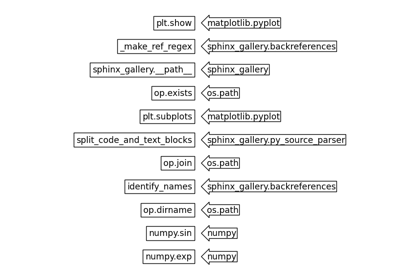 plt.show matplotlib.pyplot
_make_ref_regex sphinx_gallery.backreferences
sphinx_gallery.__path__ sphinx_gallery
op.exists os.path
plt.subplots matplotlib.pyplot
split_code_and_text_blocks sphinx_gallery.py_source_parser
op.join os.path
identify_names sphinx_gallery.backreferences
op.dirname os.path
numpy.sin numpy
numpy.exp numpy